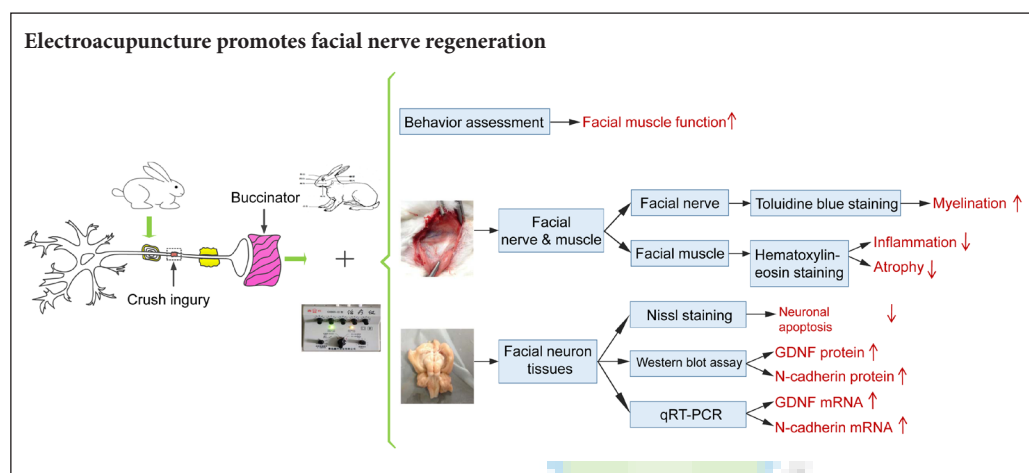 Electroacupuncture promotes facial nerve regeneration
Behavior assessment
Facial muscle function↑
Buccinator
Crush ingury
+
Facial
nerve & muscle
Facial nerve
Toluidine blue staining
Myelination ↑
Facial muscle
Hematoxylin-
eosin staining
Inflammation ↓
Atrophy ↓
Facial neuron
tissues
Nissl staining
Neuronal
apoptosis ↓
Western blot assay
GDNF protein ↑
N-cadherin protein ↑
qRT-PCR
GDNF mRNA ↑
N-cadherin mRNA ↑